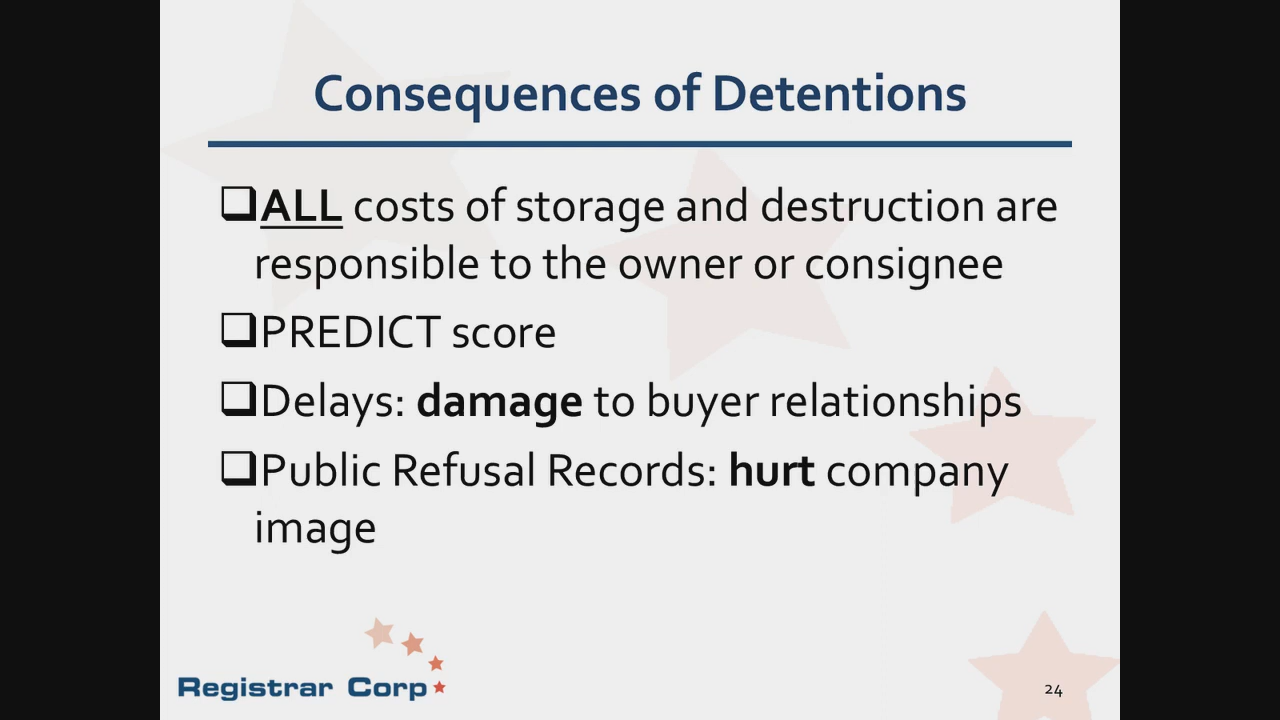 Consequences of Detentions
❑ALL costs of storage and destruction are
responsible to the owner or consignee
❑PREDICT score
❑Delays: damage to buyer relationships
❑Public Refusal Records: hurt company
image
Registrar Corp
24